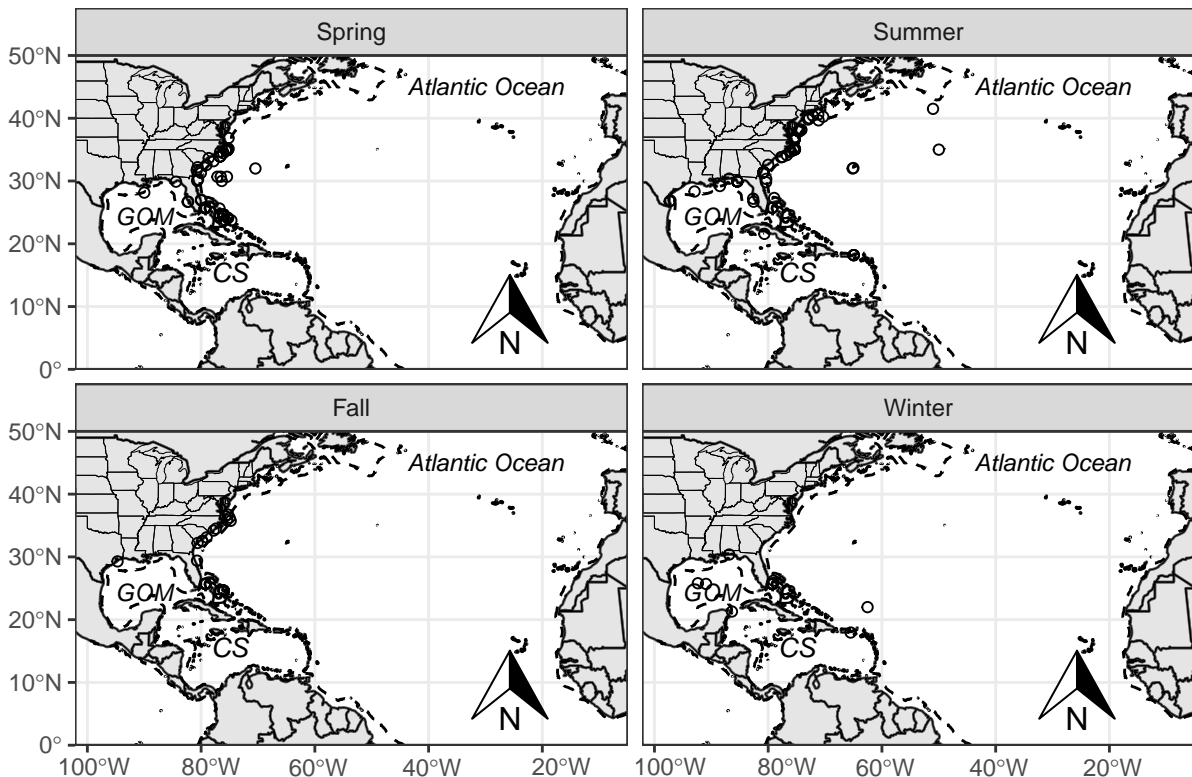 Spring
Summer
50°N
40°N
30°N
20°N
10°N
0°
Atlantic Ocean
GOM
CS
N
Atlantic Ocean
GOM
CS
N
Fall
Winter
50°N
40°N
30°N
20°N
10°N
0°
Atlantic Ocean
GOM
CS
N
Atlantic Ocean
GOM
CS
N
100°W 80°W 60°W 40°W 20°W
100°W 80°W 60°W 40°W 20°W